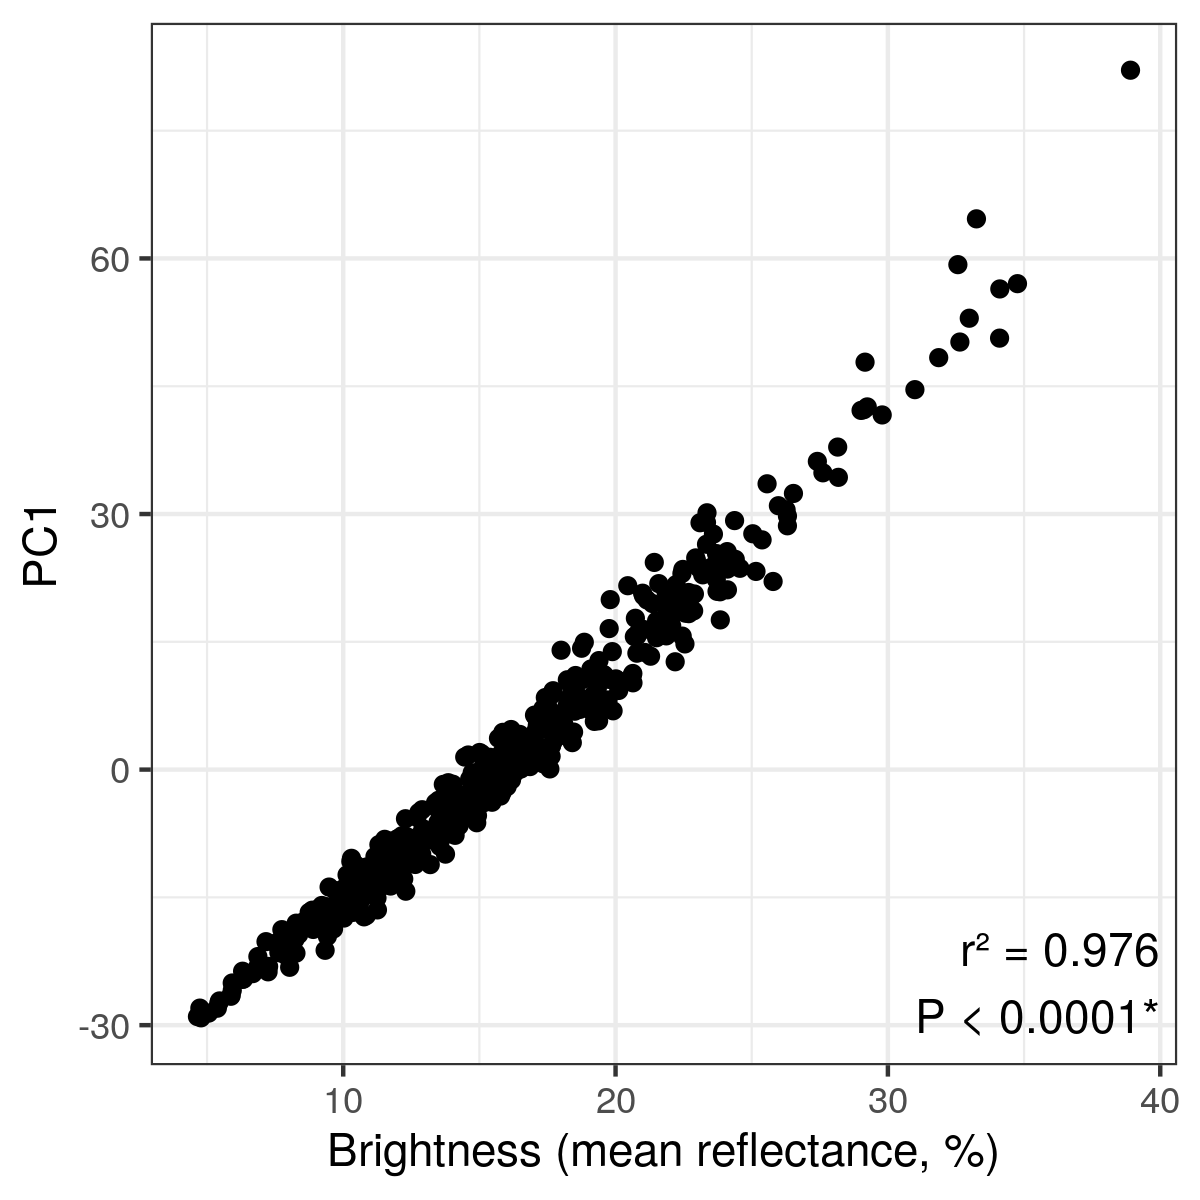 60
30
0
-30
PC1
r² = 0.976
P < 0.0001*
10 20 30 40
Brightness (mean reflectance, %)